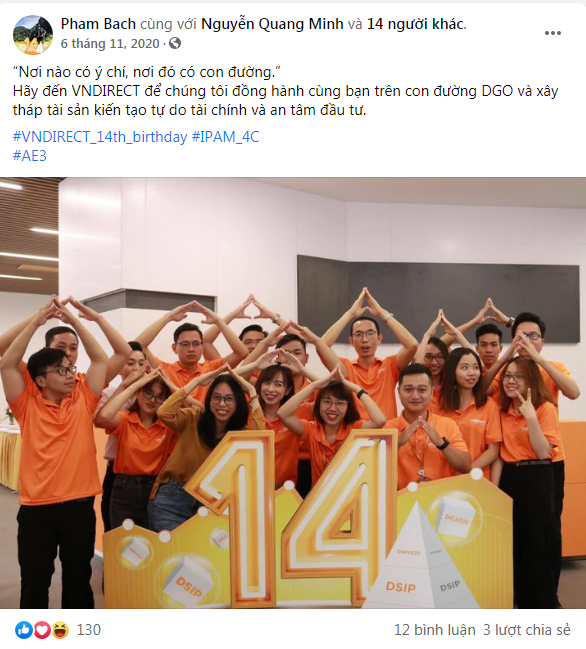 Pham Bach cùng với Nguyễn Quang Minh và 14 người khác.
6 tháng 11, 2020 ·
“Nơi nào có ý chí, nơi đó có con đường.”
Hãy đến VNDIRECT để chúng tôi đồng hành cùng bạn trên con đường DGO và xây
tháp tài sản kiến tạo tự do tài chính và an tâm đầu tư.
#VNDIRECT_14th_birthday #IPAM_4C
#AE3
14
DCASH
DINVEST
DSIP
DSIP
DSIP
130
12 bình luận 3 lượt chia sẻ